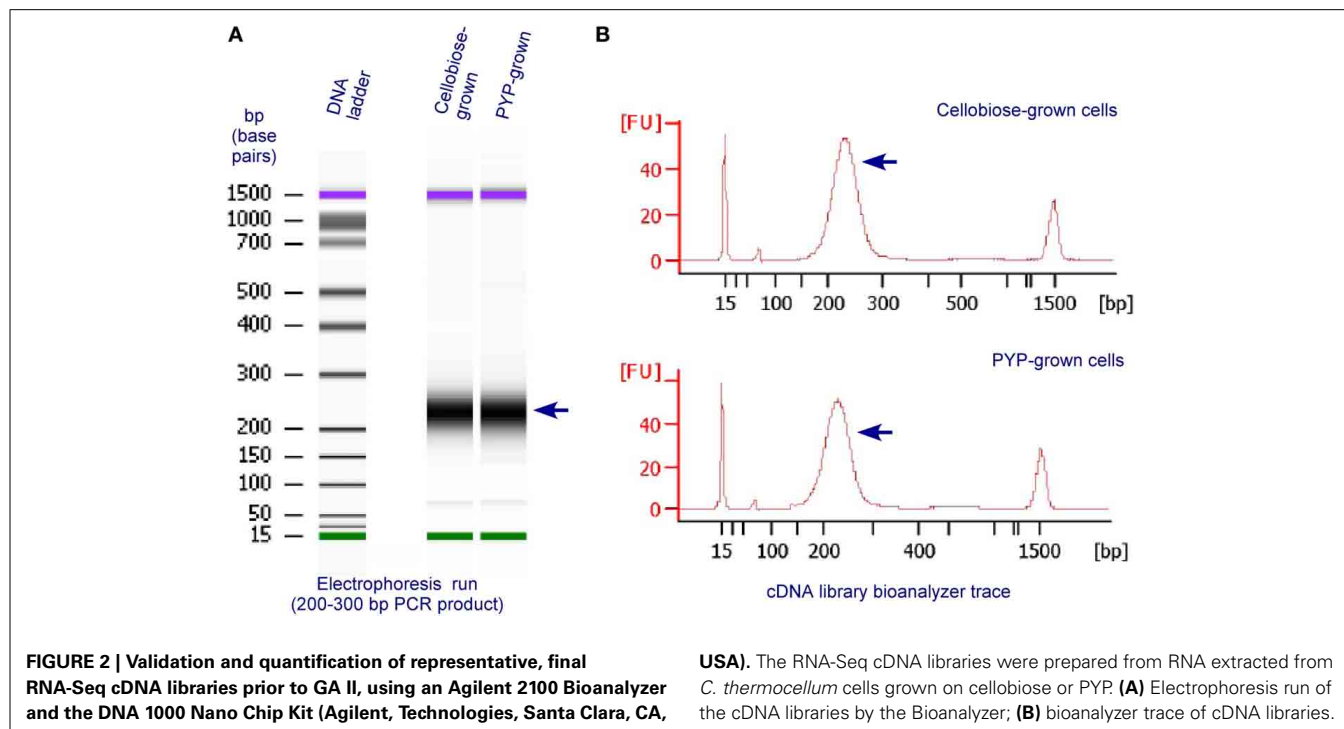 A
bp
(base
pairs)
DNA
ladder
Cellobiose-
grown
PYP-grown
1500
1000
700
500
400
300
200
150
100
50
15
Electrophoresis run
(200-300 bp PCR product)
B
Cellobiose-grown cells
[FU]
40
20
0
15 100 200 300 500 1500 [bp]
PYP-grown cells
[FU]
40
20
0
15 100 200 400 1500 [bp]
cDNA library bioanalyzer trace
FIGURE 2 | Validation and quantification of representative, final
RNA-Seq cDNA libraries prior to GA II, using an Agilent 2100 Bioanalyzer
and the DNA 1000 Nano Chip Kit (Agilent, Technologies, Santa Clara, CA,
USA). The RNA-Seq cDNA libraries were prepared from RNA extracted from
C. thermocellum cells grown on cellobiose or PYP. (A) Electrophoresis run of
the cDNA libraries by the Bioanalyzer; (B) bioanalyzer trace of cDNA libraries.